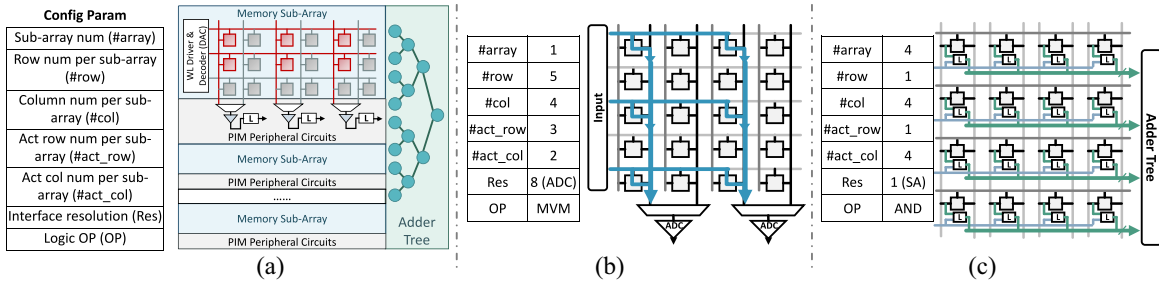 Config Param
Sub-array num (#array)
Row num per sub-array
(#row)
Column num per sub-
array (#col)
Act row num per sub-
array (#act_row)
Act col num per sub-
array (#act_col)
Interface resolution (Res)
Logic OP (OP)
Memory Sub-Array
WL Driver &
Decoder(DAC)
L
L
L
PIM Peripheral Circuits
Memory Sub-Array
PIM Peripheral Circuits
......
Memory Sub-Array
PIM Peripheral Circuits
Adder
Tree
(a)
#array 1
#row 5
#col 4
#act_row 3
#act_col 2
Res 8 (ADC)
OP MVM
Input
ADC
ADC
(b)
#array 4
#row 1
#col 4
#act_row 1
#act_col 4
Res 1 (SA)
OP AND
L L L L
L L L L
L L L L
L L L L
Adder Tree
(c)